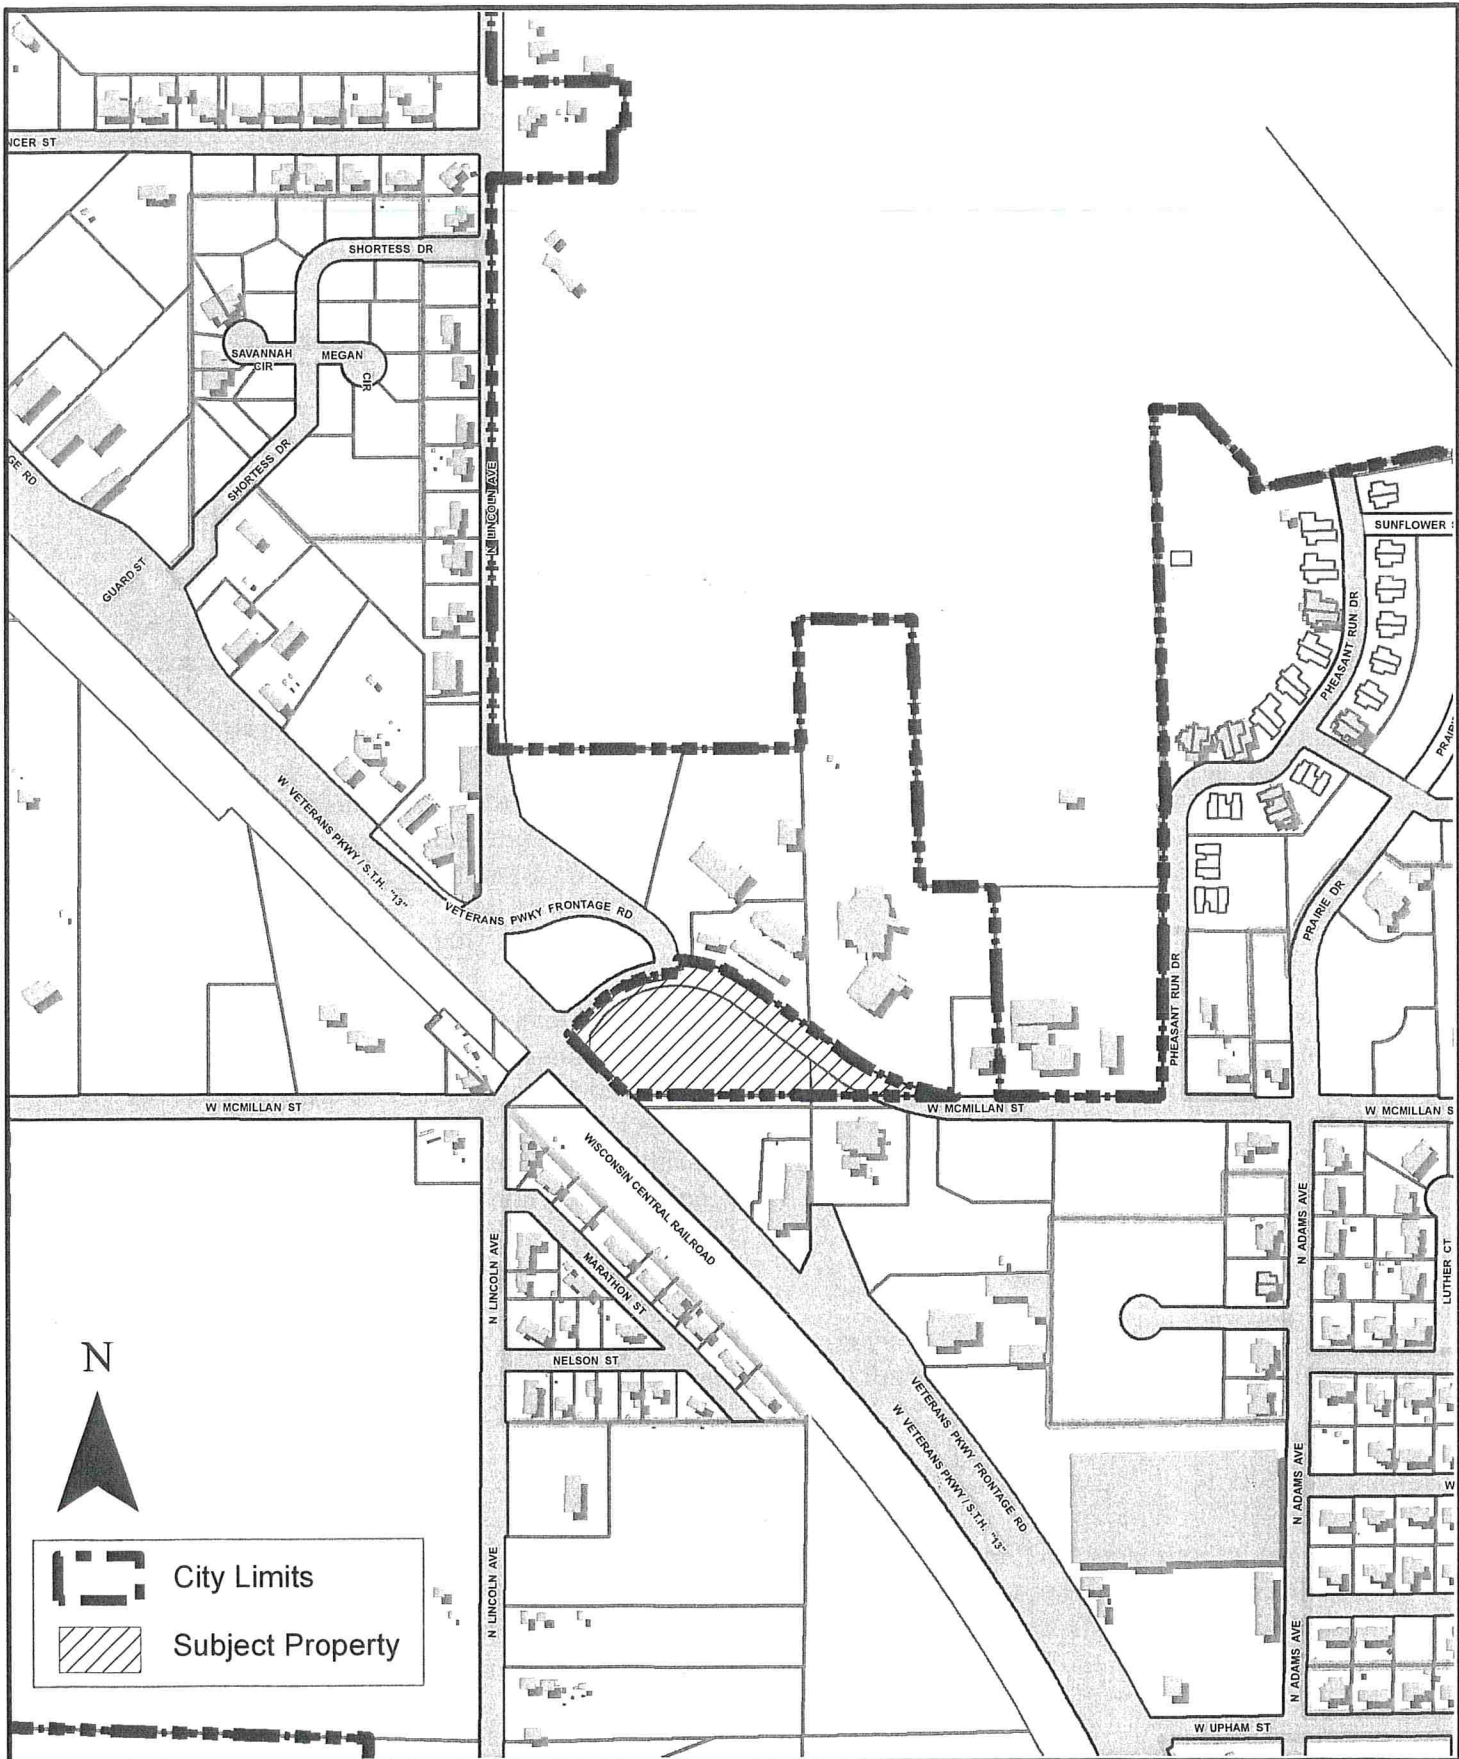 NCER ST
SHORTESS DR
SAVANNAH
CIR
MEGAN
CIR
SHORTESS DR
GE RD
GUARD ST
N LINCOLN AVE
SUNFLOWER
PHEASANT RUN DR
W VETERANS PKWY / S.T.H. "13"
VETERANS PWKY FRONTAGE RD
PRAIRIE DR
PHEASANT RUN DR
W MCMILLAN ST
W MCMILLAN ST
W MCMILLAN S
WISCONSIN CENTRAL RAILROAD
N LINCOLN AVE
MARATHON ST
N ADAMS AVE
LUTHER CT
NELSON ST
N
VETERANS PKWY FRONTAGE RD
W VETERANS PKWY / S.T.H. "13"
N ADAMS AVE
W
N LINCOLN AVE
City Limits
Subject Property
N ADAMS AVE
W UPHAM ST